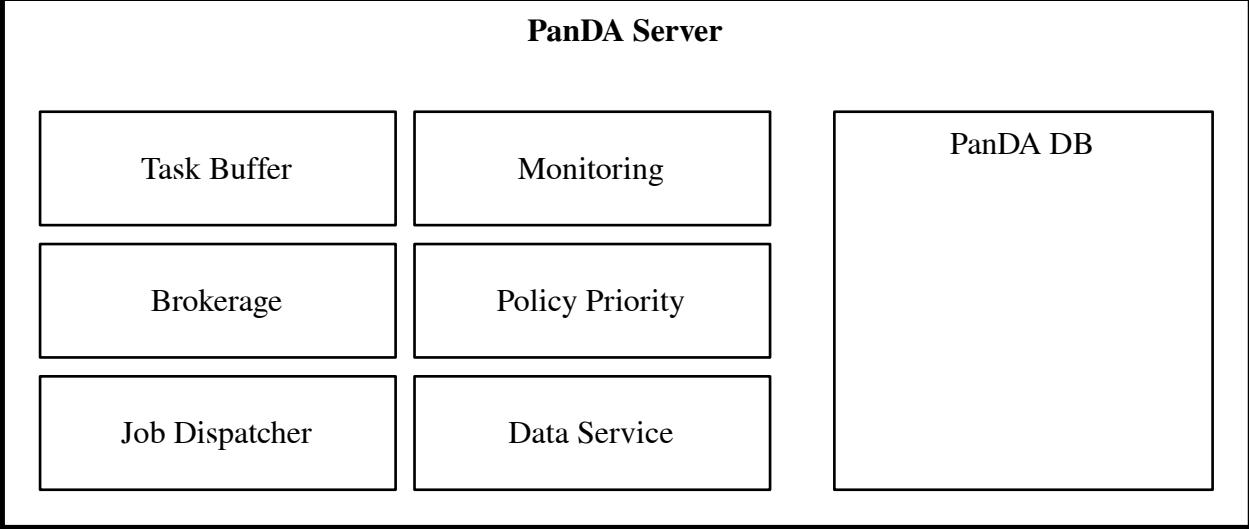 PanDA Server
Task Buffer
Monitoring
PanDA DB
Brokerage
Policy Priority
Job Dispatcher
Data Service